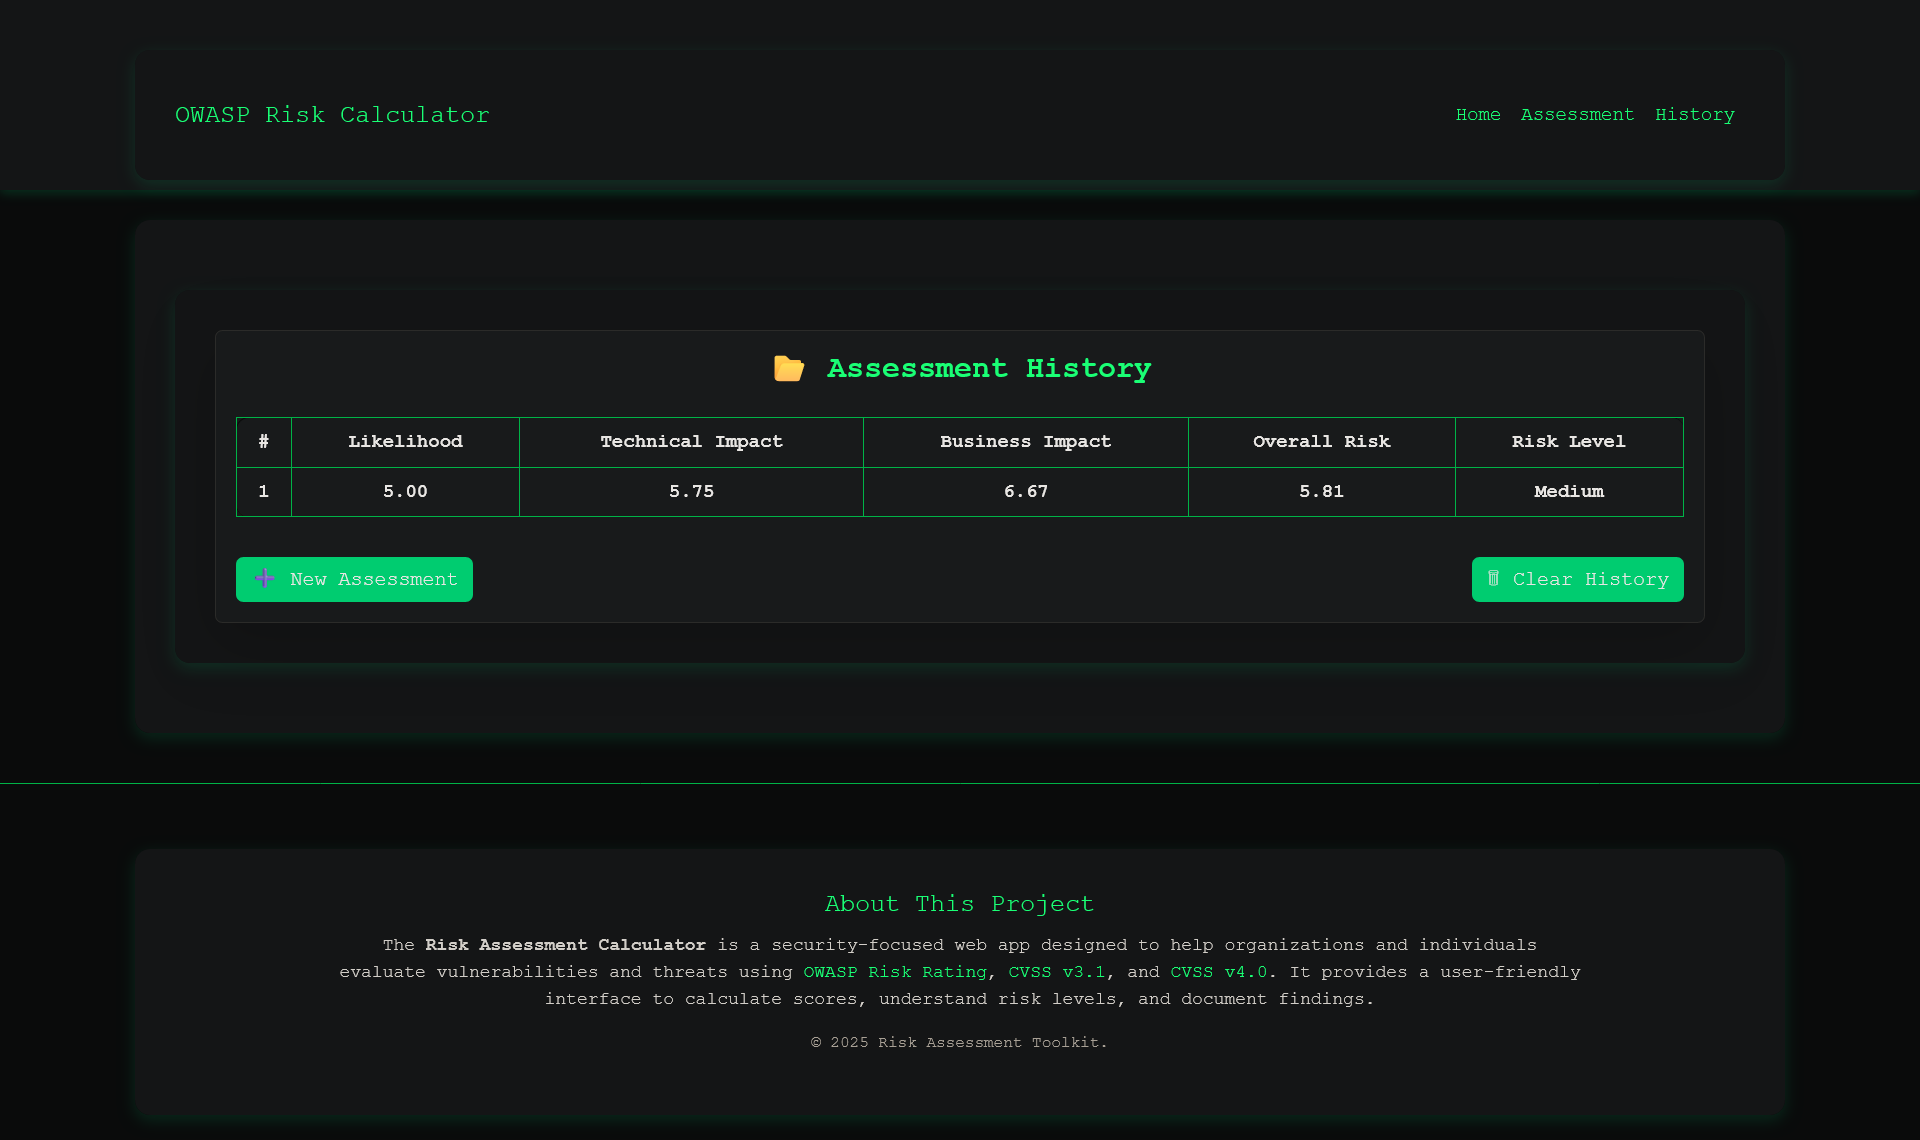 OWASP Risk Calculator
Home Assessment History
Assessment History
# Likelihood Technical Impact Business Impact Overall Risk Risk Level
1 5.00 5.75 6.67 5.81 Medium
New Assessment
Clear History
About This Project
The Risk Assessment Calculator is a security-focused web app designed to help organizations and individuals
evaluate vulnerabilities and threats using OWASP Risk Rating, CVSS v3.1, and CVSS v4.0. It provides a user-friendly
interface to calculate scores, understand risk levels, and document findings.
© 2025 Risk Assessment Toolkit.